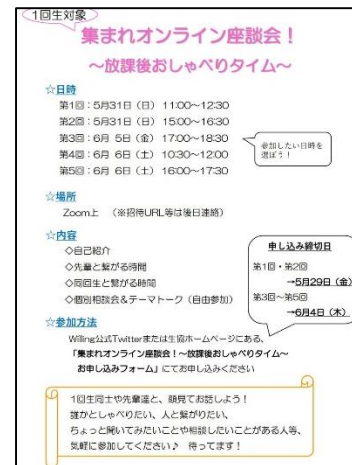 1回生対象
集まれオンライン座談会！
～放課後おしゃべりタイム～
☆日時
第1回：5月31日（日） 11:00～12:30
第2回：5月31日（日） 15:00～16:30
第3回：6月 5日（金） 17:00～18:30
第4回：6月 6日（土） 10:30～12:00
第5回：6月 6日（土） 16:00～17:30
参加したい日時を
選ぼう！
☆場所
Zoom上 （※招待URL等は後日連絡）
☆内容
◇自己紹介
◇先輩と繋がる時間
◇同回生と繋がる時間
◇個別相談会＆テーマトーク（自由参加）
申し込み締切日
第1回・第2回
→5月29日（金）
第3回～第5回
→6月4日（木）
☆参加方法
Willing公式Twitterまたは生協ホームページにある、
「集まれオンライン座談会！～放課後おしゃべりタイム～
お申し込みフォーム」にてお申込みください
1回生同士や先輩達と、顔見てお話しよう！
誰かとしゃべりたい、人と繋がりたい、
ちょっと聞いてみたいことや相談したいことがある人等、
気軽に参加してください♪ 待ってます！